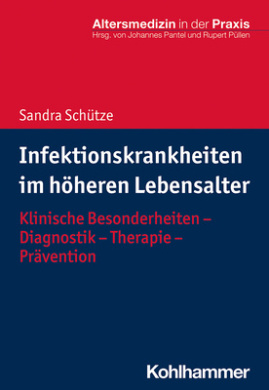 Altersmedizin in der Praxis
Hrsg. von Johannes Pantel und Rupert Püllen
Sandra Schütze
Infektionskrankheiten
im höheren Lebensalter
Klinische Besonderheiten –
Diagnostik – Therapie –
Prävention
Kohlhammer